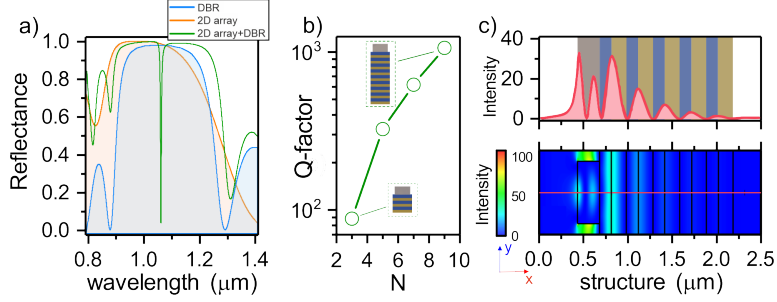 a)
DBR
2D array
2D array+DBR
1.0
0.8
0.6
0.4
0.2
0.0
Reflectance
0.8 1.0 1.2 1.4
wavelength (μm)
b)
10³
10²
Q-factor
2 4 6 8 10
N
c)
40
20
0
Intensity
100
50
0
Intensity
y
x
0.0 0.5 1.0 1.5 2.0 2.5
structure (μm)